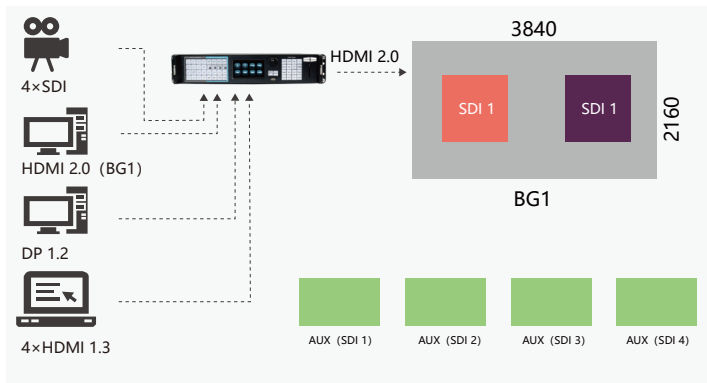 4×SDI
HDMI 2.0（BG1）
DP 1.2
4×HDMI 1.3
HDMI 2.0
3840
SDI 1
SDI 1
2160
BG1
AUX（SDI 1）
AUX（SDI 2）
AUX（SDI 3）
AUX（SDI 4）